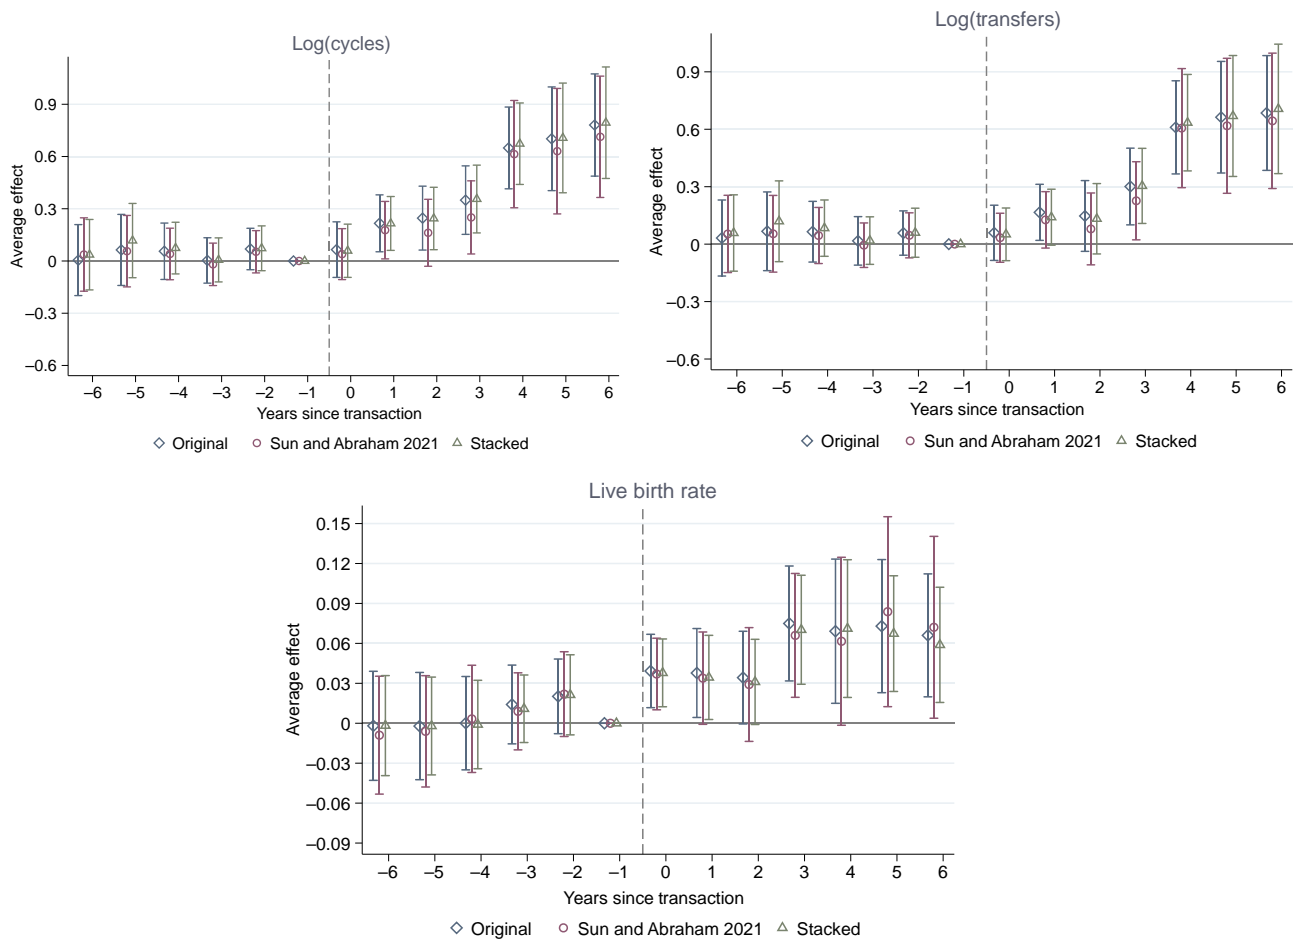 Log(cycles)
Average effect
0.9
0.6
0.3
0
–0.3
–0.6
–6 –5 –4 –3 –2 –1 0 1 2 3 4 5 6
Years since transaction
Original Sun and Abraham 2021 Stacked
Log(transfers)
Average effect
0.9
0.6
0.3
0
–0.3
–0.6
–6 –5 –4 –3 –2 –1 0 1 2 3 4 5 6
Years since transaction
Original Sun and Abraham 2021 Stacked
Live birth rate
Average effect
0.15
0.12
0.09
0.06
0.03
0
–0.03
–0.06
–0.09
–6 –5 –4 –3 –2 –1 0 1 2 3 4 5 6
Years since transaction
Original Sun and Abraham 2021 Stacked